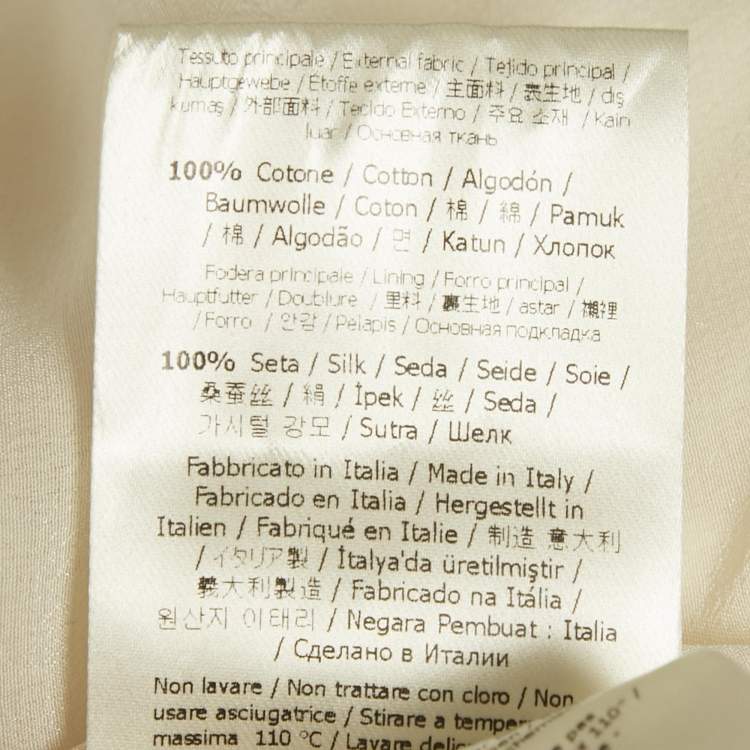 Tessuto principale / External fabric / Tejido principal /
Hauptgewebe / Étoffe externe / 主面料 / 裏生地 / dış
kumaş / 外部面料 / Tecido Externo / 주요 소재 / Kain
luar / Основная ткань
100% Cotone / Cotton / Algodón /
Baumwolle / Coton / 棉 / 綿 / Pamuk
/ 棉 / Algodão / 면 / Katun / Хлопок
Fodera principale / Lining / Forro principal /
Hauptfutter / Doublure / 里料 / 裏生地 / astar / 襯裡
/ Forro / 안감 / Pelapis / Основная подкладка
100% Seta / Silk / Seda / Seide / Soie /
桑蚕丝 / 絹 / İpek / 丝 / Seda /
가시털 강모 / Sutra / Шелк
Fabbricato in Italia / Made in Italy /
Fabricado en Italia / Hergestellt in
Italien / Fabriqué en Italie / 制造 意大利
/ イタリア製 / İtalya'da üretilmiştir /
義大利製造 / Fabricado na Itália /
원산지 이태리 / Negara Pembuat : Italia
/ Сделано в Италии
Non lavare / Non trattare con cloro / Non
usare asciugatrice / Stirare a
massima 110 °C / Lavare
110° /